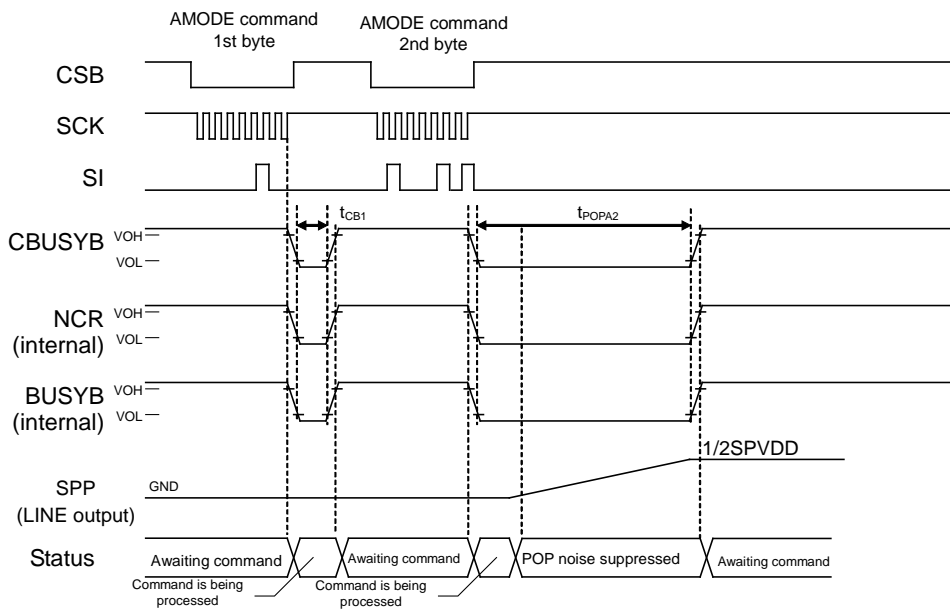 AMODE command
1st byte
AMODE command
2nd byte
CSB
SCK
SI
tCB1
tPOPA2
CBUSYB
VOH
VOL
NCR
(internal)
VOH
VOL
BUSYB
(internal)
VOH
VOL
1/2SPVDD
SPP
(LINE output)
GND
Status
Awaiting command
Awaiting command
POP noise suppressed
Awaiting command
Command is being
processed
Command is being
processed